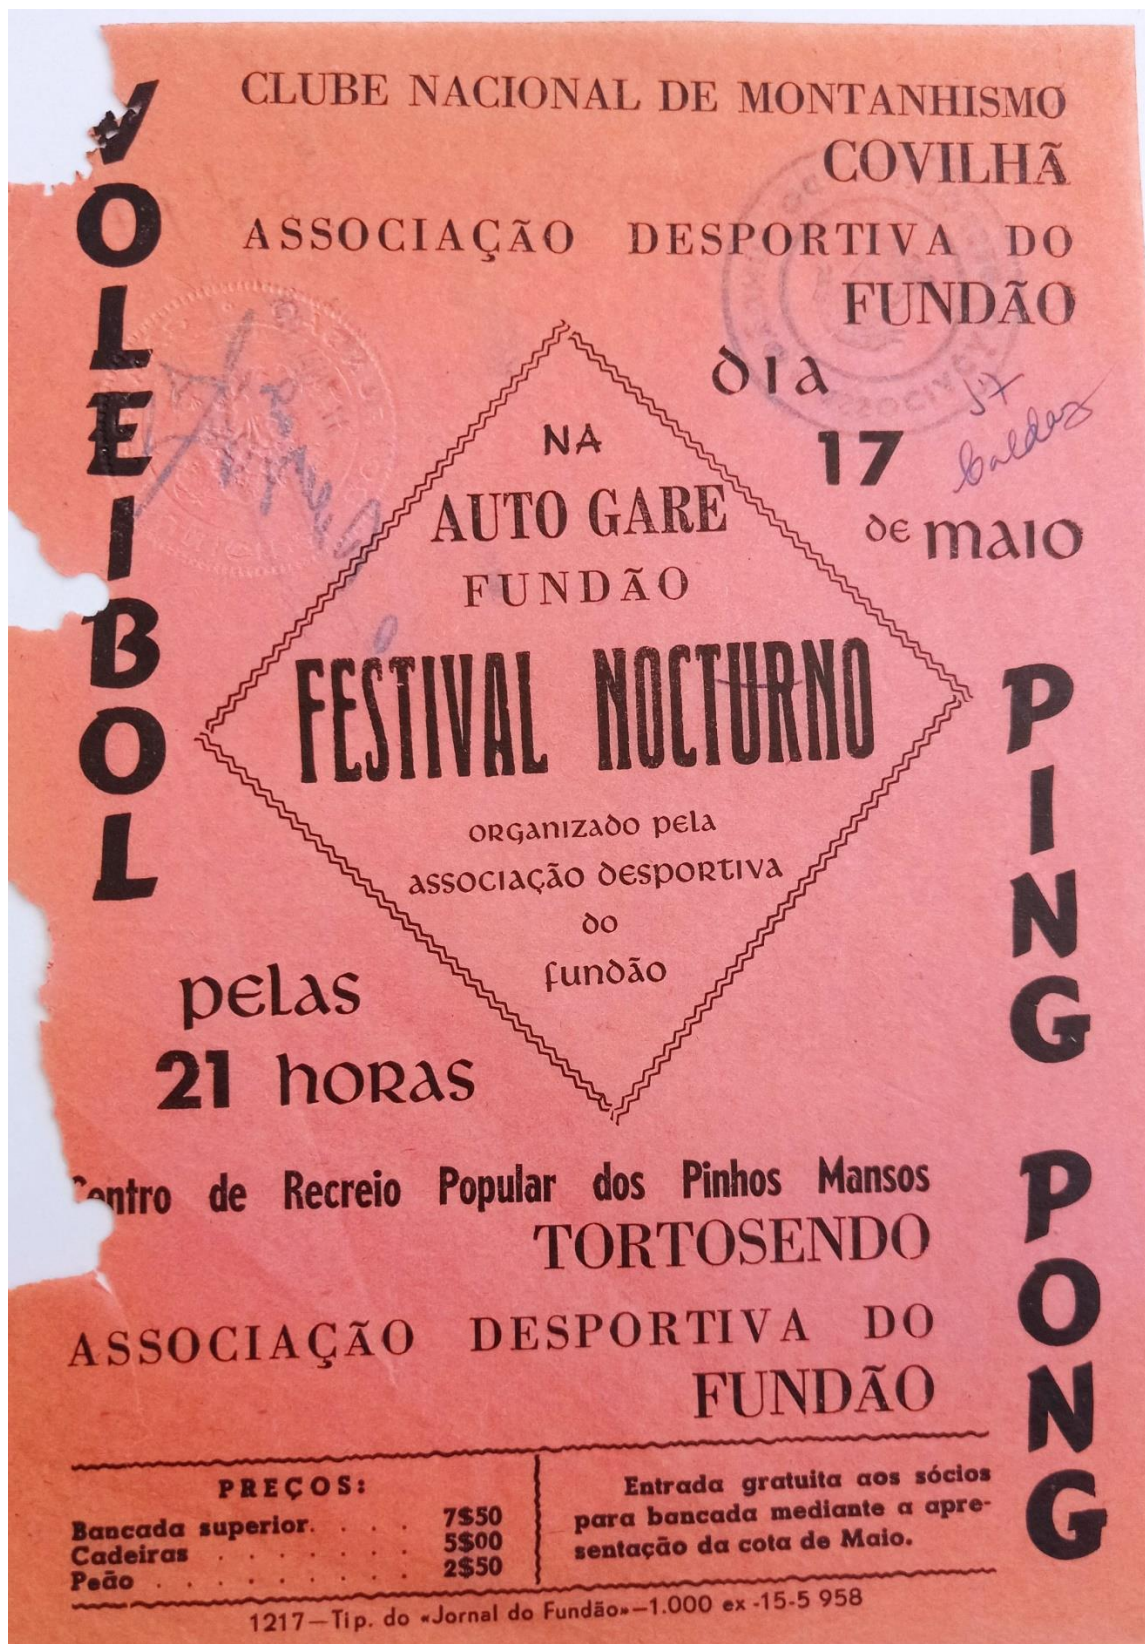 VOLEIBOL
CLUBE NACIONAL DE MONTANHISMO
COVILHÃ
ASSOCIAÇÃO DESPORTIVA DO
FUNDÃO
dia
17
de maio
NA
AUTO GARE
FUNDÃO
FESTIVAL NOCTURNO
organizado pela
associação desportiva
do
fundão
pelas
21 horas
PING PONG
Centro de Recreio Popular dos Pinhos Mansos
TORTOSENDO
ASSOCIAÇÃO DESPORTIVA DO
FUNDÃO
PREÇOS:
Bancada superior. . . . 7$50
Cadeiras . . . . . . . 5$00
Peão . . . . . . . . . 2$50
Entrada gratuita aos sócios
para bancada mediante a apre-
sentação da cota de Maio.
1217—Tip. do «Jornal do Fundão»—1.000 ex -15-5 958